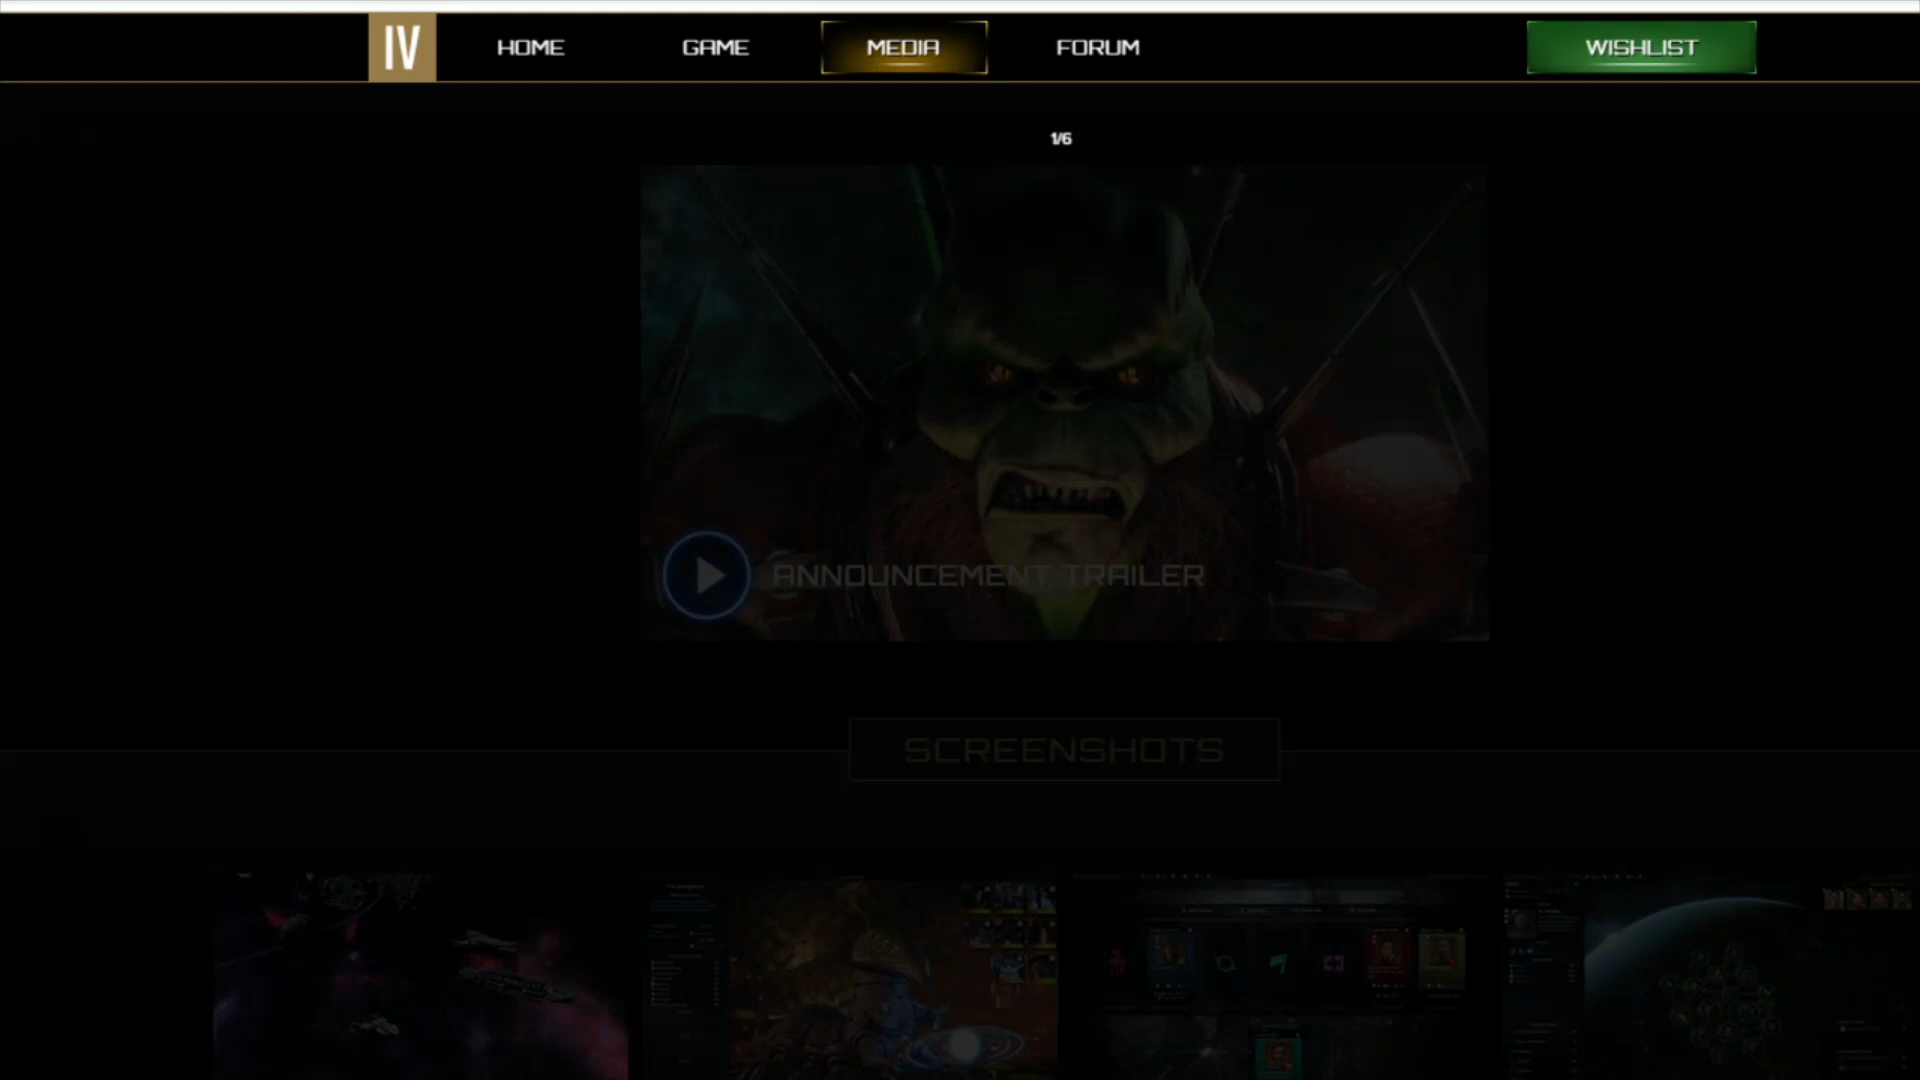 IV
HOME
GAME
MEDIA
FORUM
WISHLIST
1/6
ANNOUNCEMENT TRAILER
SCREENSHOTS